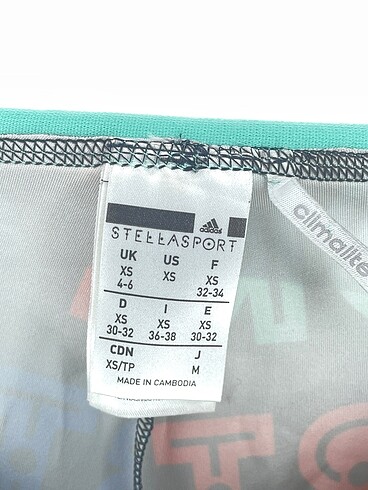 adidas
STELLASPORT
UK US F
XS XS XS
4-6 32-34
D I E
XS XS XS
30-32 36-38 30-32
CDN J
XS/TP M
MADE IN CAMBODIA
climalite